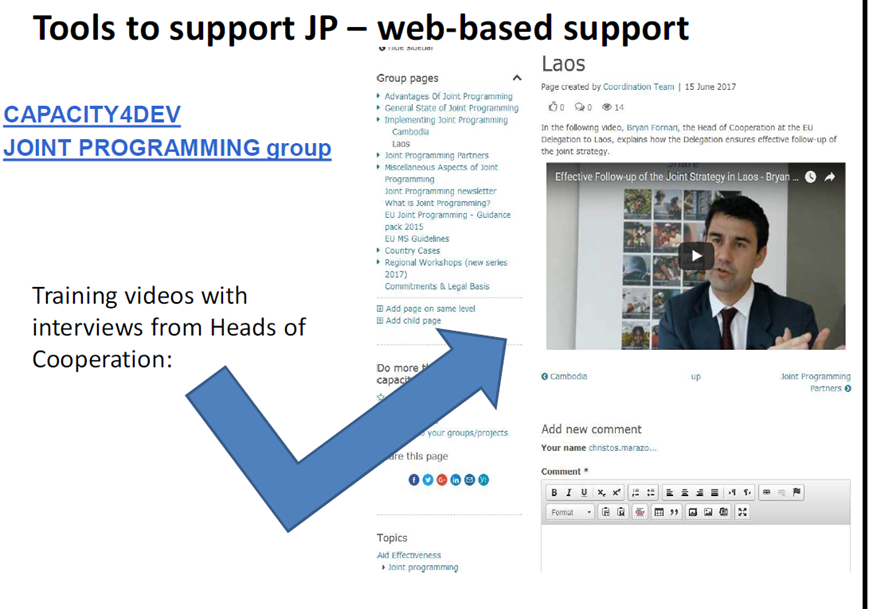 Tools to support JP – web-based support
CAPACITY4DEV
JOINT PROGRAMMING group
Training videos with
interviews from Heads of
Cooperation:
Hide sidebar
Group pages
Advantages Of Joint Programming
General State of Joint Programming
Implementing Joint Programming
Cambodia
Laos
Joint Programming Partners
Miscellaneous Aspects of Joint
Programming
Joint Programming newsletter
What is Joint Programming?
EU Joint Programming - Guidance
pack 2015
EU MS Guidelines
Country Cases
Regional Workshops (new series
2017)
Commitments & Legal Basis
Add page on same level
Add child page
Do more
capac
your groups/projects
this page
Topics
Aid Effectiveness
Joint programming
Laos
Page created by Coordination Team | 15 June 2017
0 0 14
In the following video, Bryan Fornari, the Head of Cooperation at the EU
Delegation to Laos, explains how the Delegation ensures effective follow-up of
the joint strategy.
Effective Follow-up of the Joint Strategy in Laos - Bryan ...
Cambodia up Joint Programming
Partners
Add new comment
Your name christos.marazo...
Comment *
B I U x₂ x²
Format